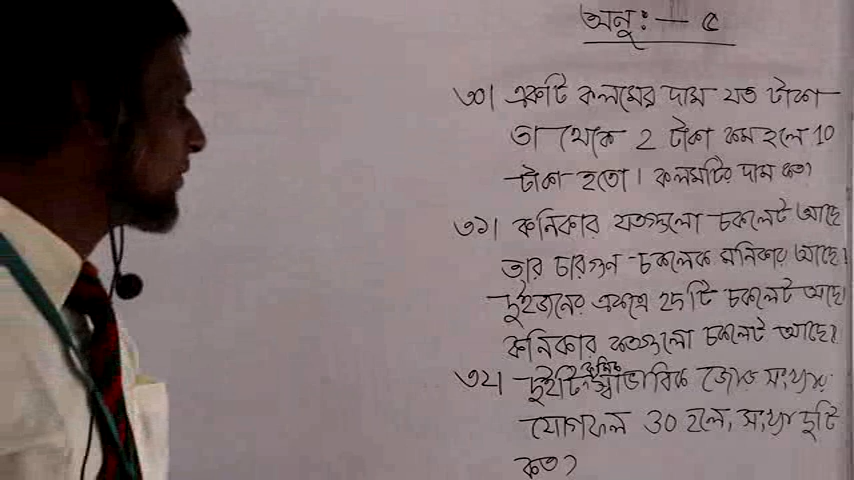 অনুঃ — ৫
৩০। একটি কলমের দাম যত টাকা
তা থেকে 2 টাকা কম হলে 10
টাকা হতো। কলমটির দাম কত?
৩১। কনিকার যতগুলো চকলেট আছে
তার চারগুন চকলেক মনিকার আছে।
দুইজনের একত্রে ২৫টি চকলেট আছে।
কনিকার কতগুলো চকলেট আছে?
৩২। দুইটি ক্রমিক স্বাভাবিক জোড় সংখ্যার
যোগফল 30 হলে, সংখ্যা দুটি
কত?